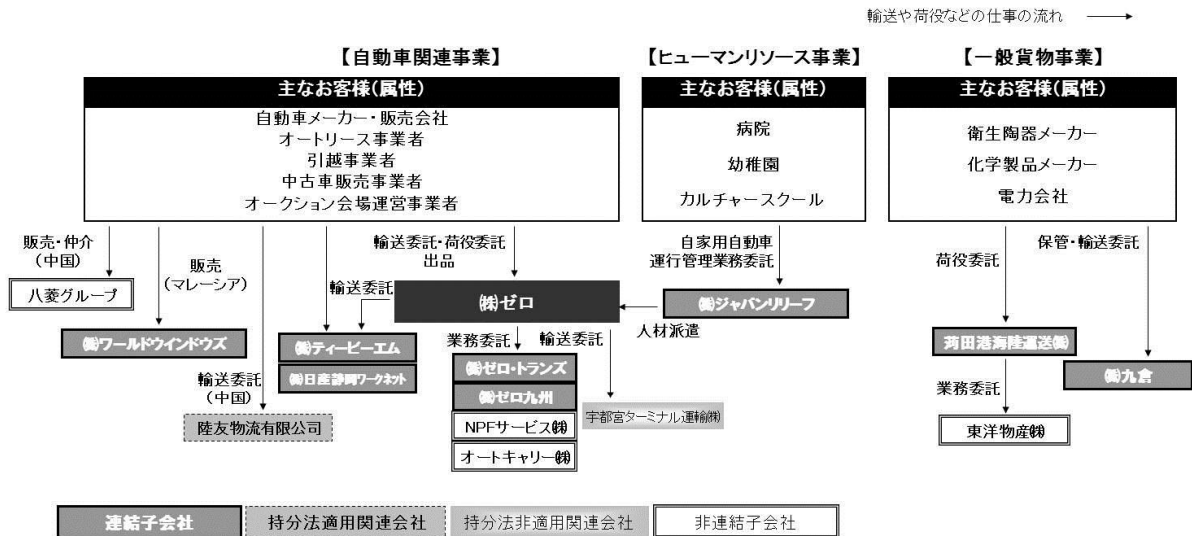 輸送や荷役などの仕事の流れ
【自動車関連事業】
【ヒューマンリソース事業】
【一般貨物事業】
主なお客様(属性)
自動車メーカー・販売会社
オートリース事業者
引越事業者
中古車販売事業者
オークション会場運営事業者
主なお客様(属性)
病院
幼稚園
カルチャースクール
主なお客様(属性)
衛生陶器メーカー
化学製品メーカー
電力会社
販売・仲介
(中国)
八菱グループ
販売
(マレーシア)
㈱ワールドウインドウズ
輸送委託
(中国)
陸友物流有限公司
輸送委託・荷役委託
出品
輸送委託
㈱ゼロ
㈱ティービーエム
㈱日産静岡ワークネット
業務委託
輸送委託
㈱ゼロ・トランズ
㈱ゼロ九州
NPFサービス㈱
オートキャリー㈱
宇都宮ターミナル運輸㈱
自家用自動車
運行管理業務委託
㈱ジャパンリリーフ
人材派遣
荷役委託
保管・輸送委託
苅田港海陸運送㈱
㈱九倉
業務委託
東洋物産㈱
連結子会社
持分法適用関連会社
持分法非適用関連会社
非連結子会社